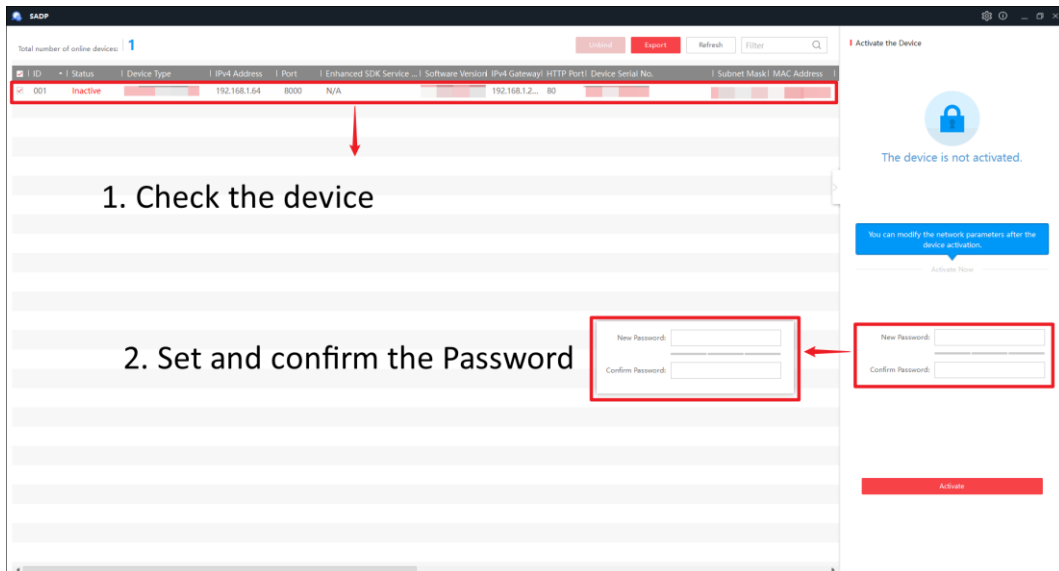 SADP
Total number of online devices: 1
Unbind Export Refresh Filter
ID Status Device Type IPv4 Address Port Enhanced SDK Service ... Software Version IPv4 Gateway HTTP Port Device Serial No. Subnet Mask MAC Address
001 Inactive 192.168.1.64 8000 N/A 192.168.1.2... 80
1. Check the device
2. Set and confirm the Password
New Password:
Confirm Password:
Activate the Device
The device is not activated.
You can modify the network parameters after the
device activation.
Activate Now
New Password:
Confirm Password:
Activate